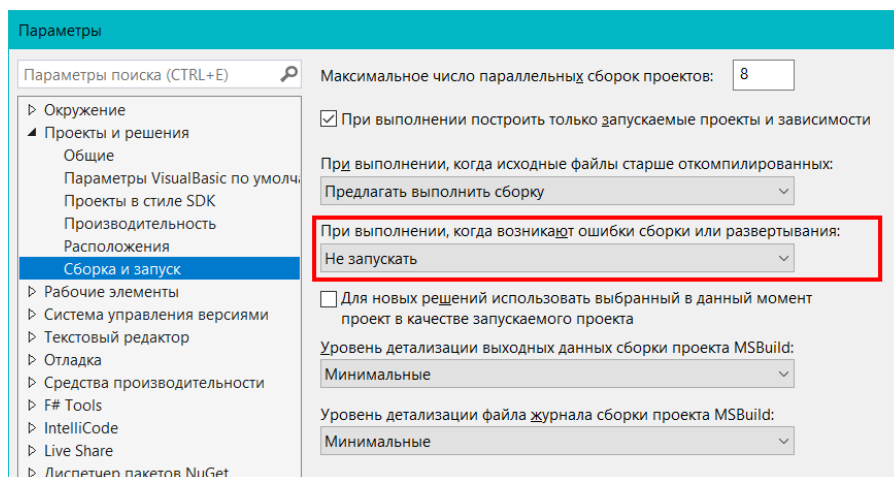 Параметры
Параметры поиска (CTRL+E)
Окружение
Проекты и решения
Общие
Параметры VisualBasic по умолч
Проекты в стиле SDK
Производительность
Расположения
Сборка и запуск
Рабочие элементы
Система управления версиями
Текстовый редактор
Отладка
Средства производительности
F# Tools
IntelliCode
Live Share
Диспетчер пакетов NuGet
Максимальное число параллельных сборок проектов: 8
При выполнении построить только запускаемые проекты и зависимости
При выполнении, когда исходные файлы старше откомпилированных:
Предлагать выполнить сборку
При выполнении, когда возникают ошибки сборки или развертывания:
Не запускать
Для новых решений использовать выбранный в данный момент
проект в качестве запускаемого проекта
Уровень детализации выходных данных сборки проекта MSBuild:
Минимальные
Уровень детализации файла журнала сборки проекта MSBuild:
Минимальные